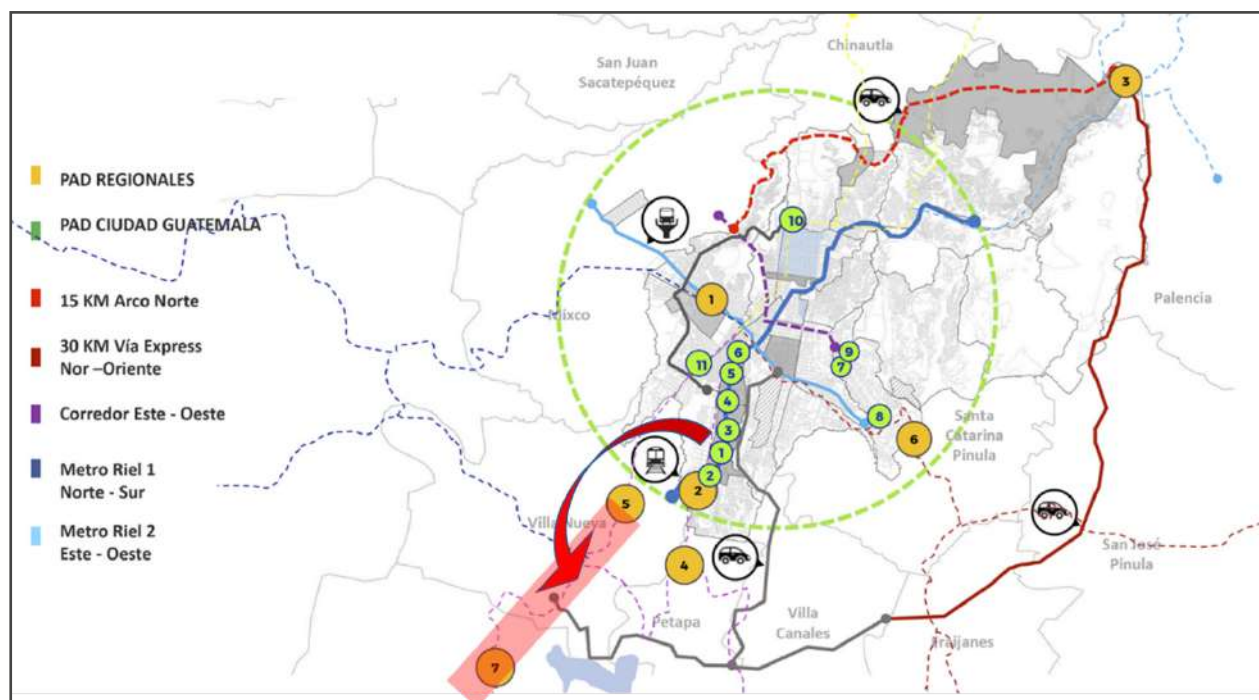 PAD REGIONALES
PAD CIUDAD GUATEMALA
15 KM Arco Norte
30 KM Vía Express
Nor –Oriente
Corredor Este - Oeste
Metro Riel 1
Norte - Sur
Metro Riel 2
Este - Oeste
Chinautla
San Juan
Sacatepéquez
3
10
Palencia
1
Mixco
6
9
11
5
7
4
8
Santa
Catarina
Pinula
3
6
1
2
2
5
Villa Nueva
San José
Pinula
4
Villa
Canales
Petapa
Fraijanes
7